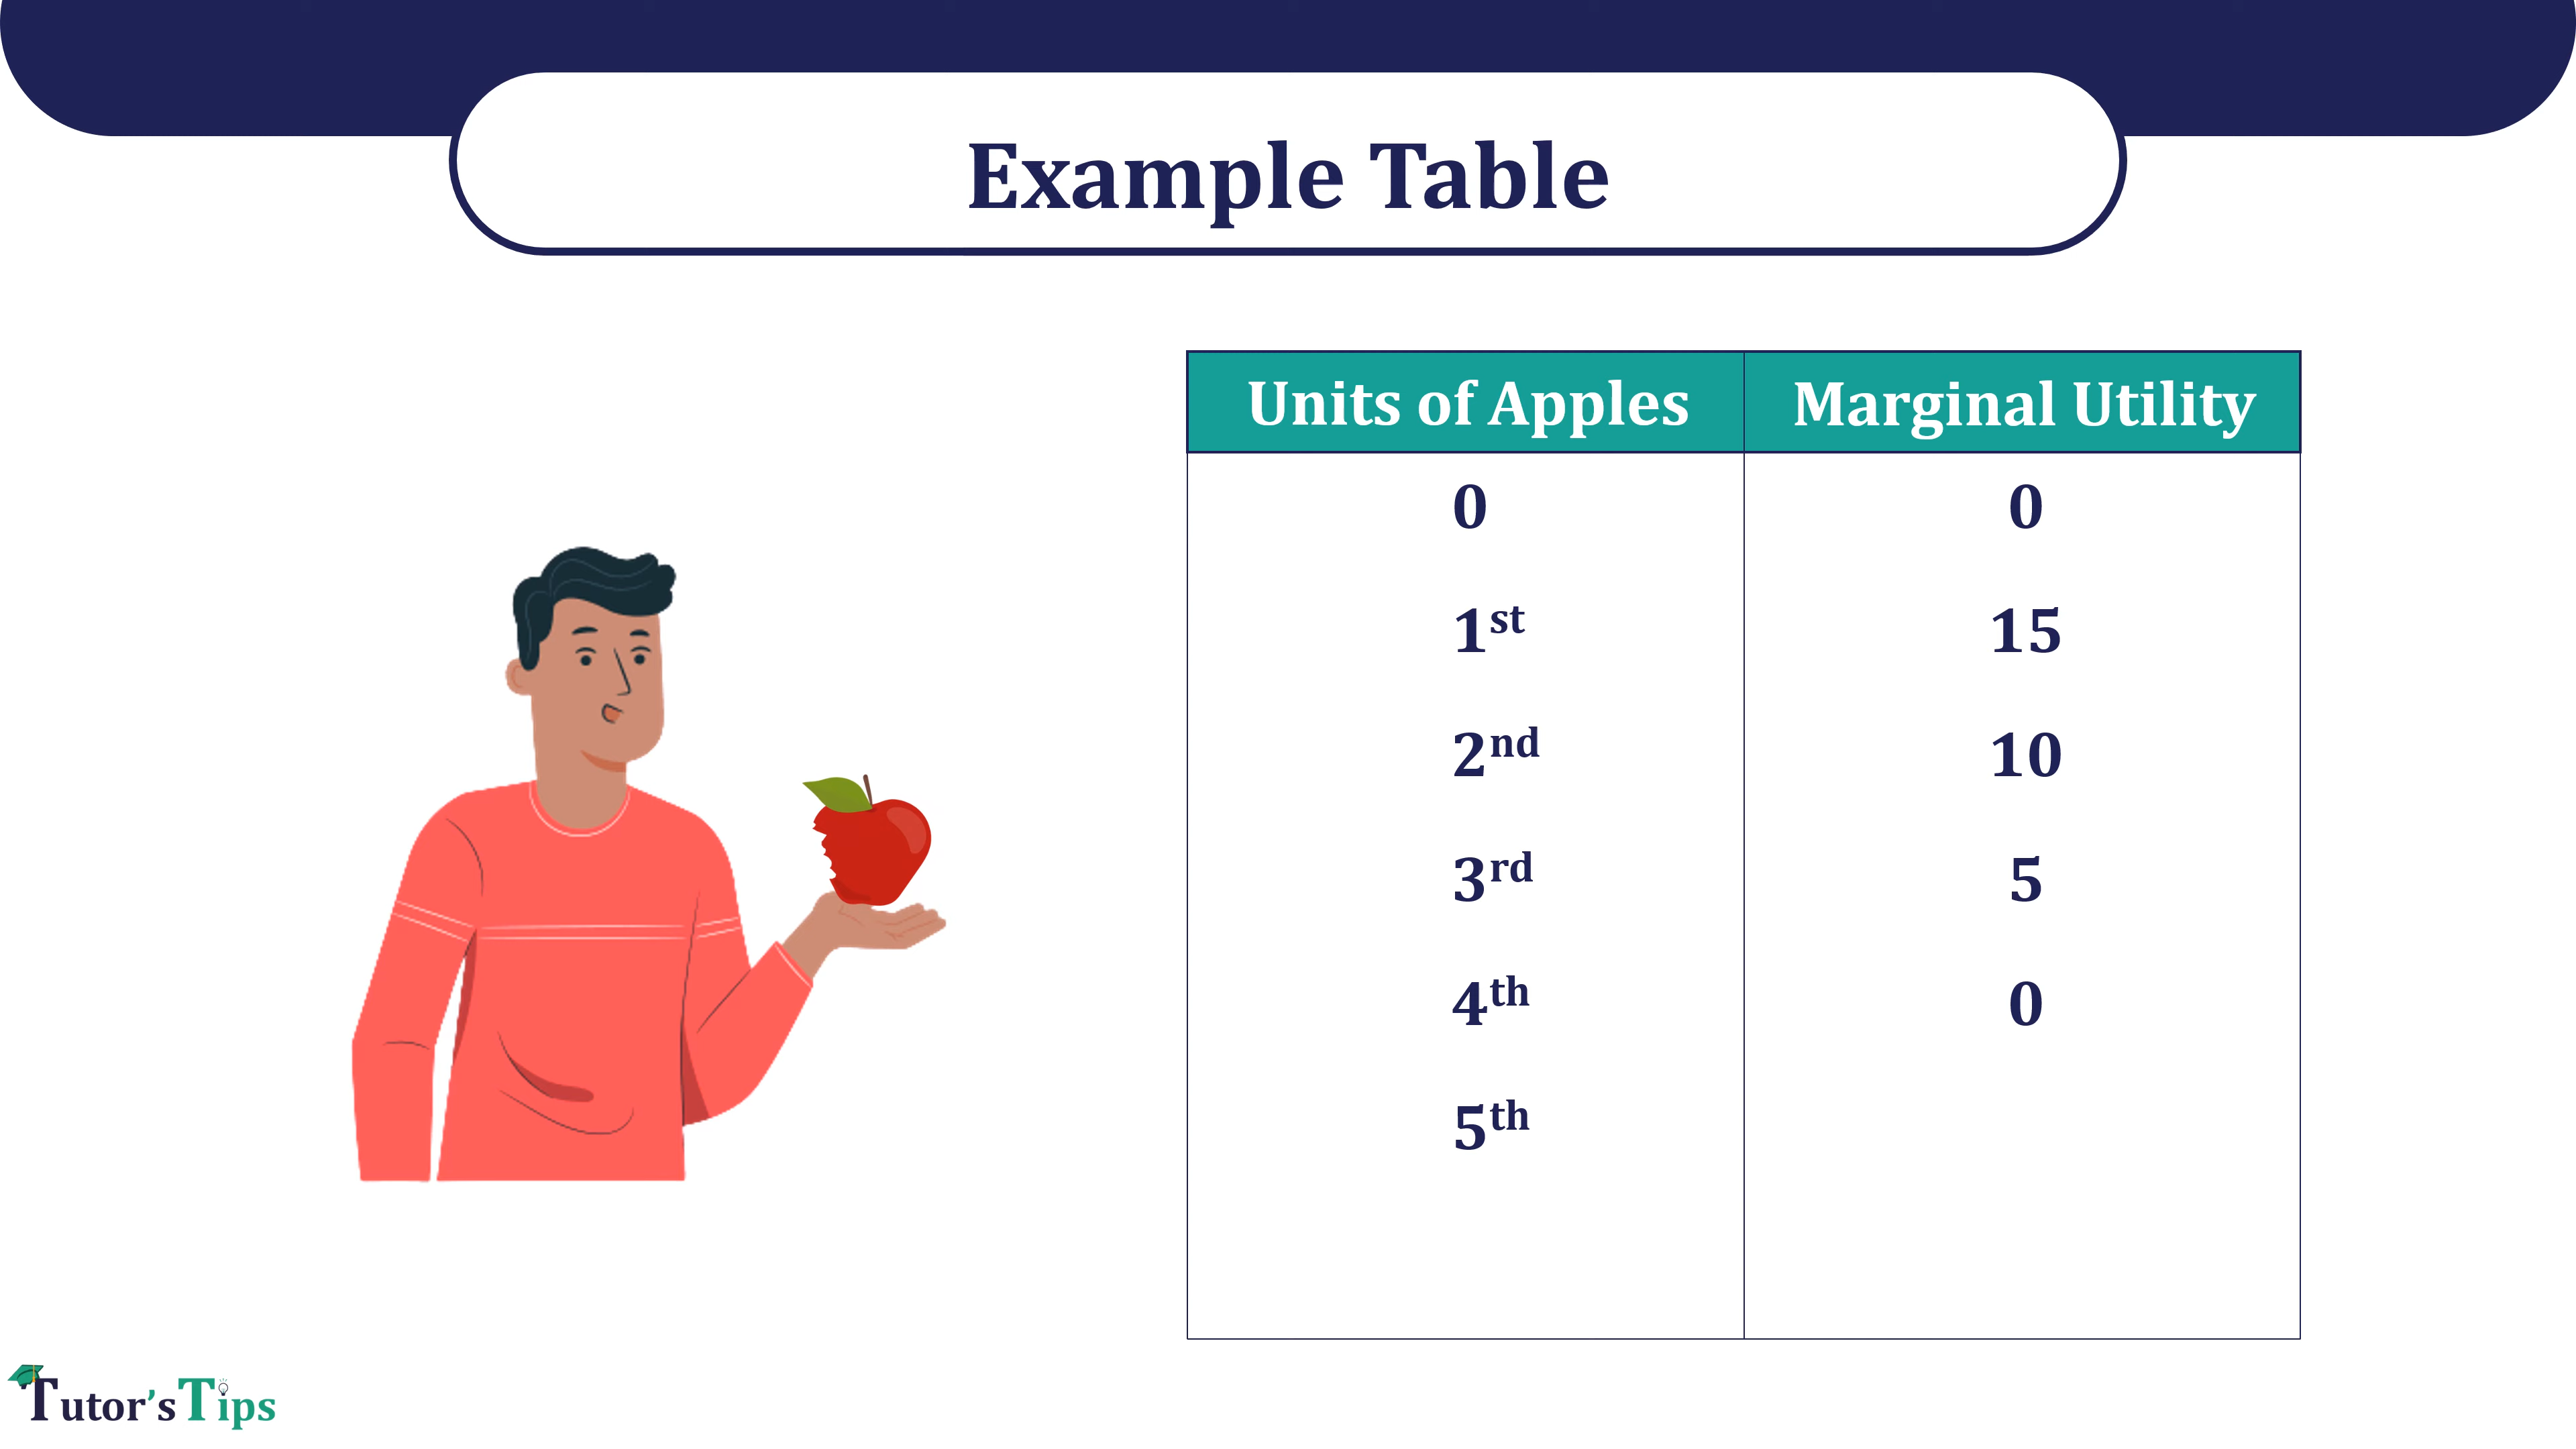 Example Table
Units of Apples Marginal Utility
0 0
1st 15
2nd 10
3rd 5
4th 0
5th
Tutor's Tips